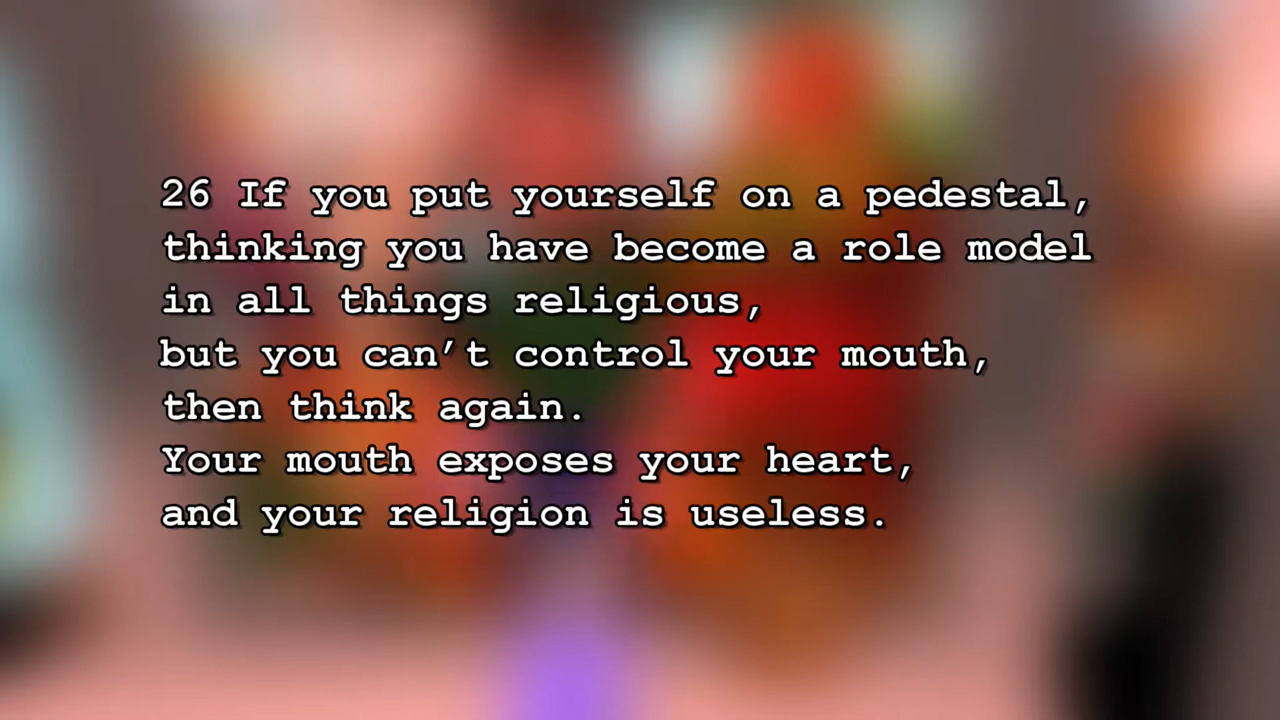 26 If you put yourself on a pedestal,
thinking you have become a role model
in all things religious,
but you can’t control your mouth,
then think again.
Your mouth exposes your heart,
and your religion is useless.